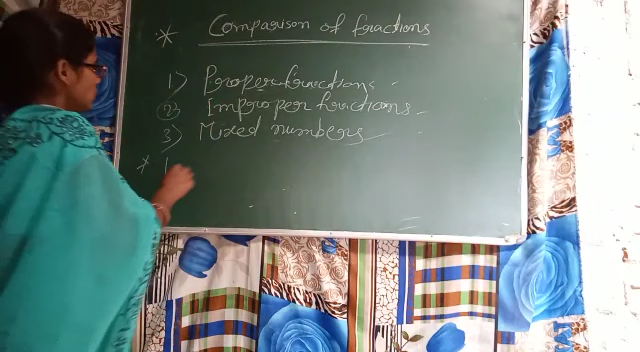 * Comparison of fractions
1) Proper fractions.
2) Improper fractions.
3) Mixed numbers
*